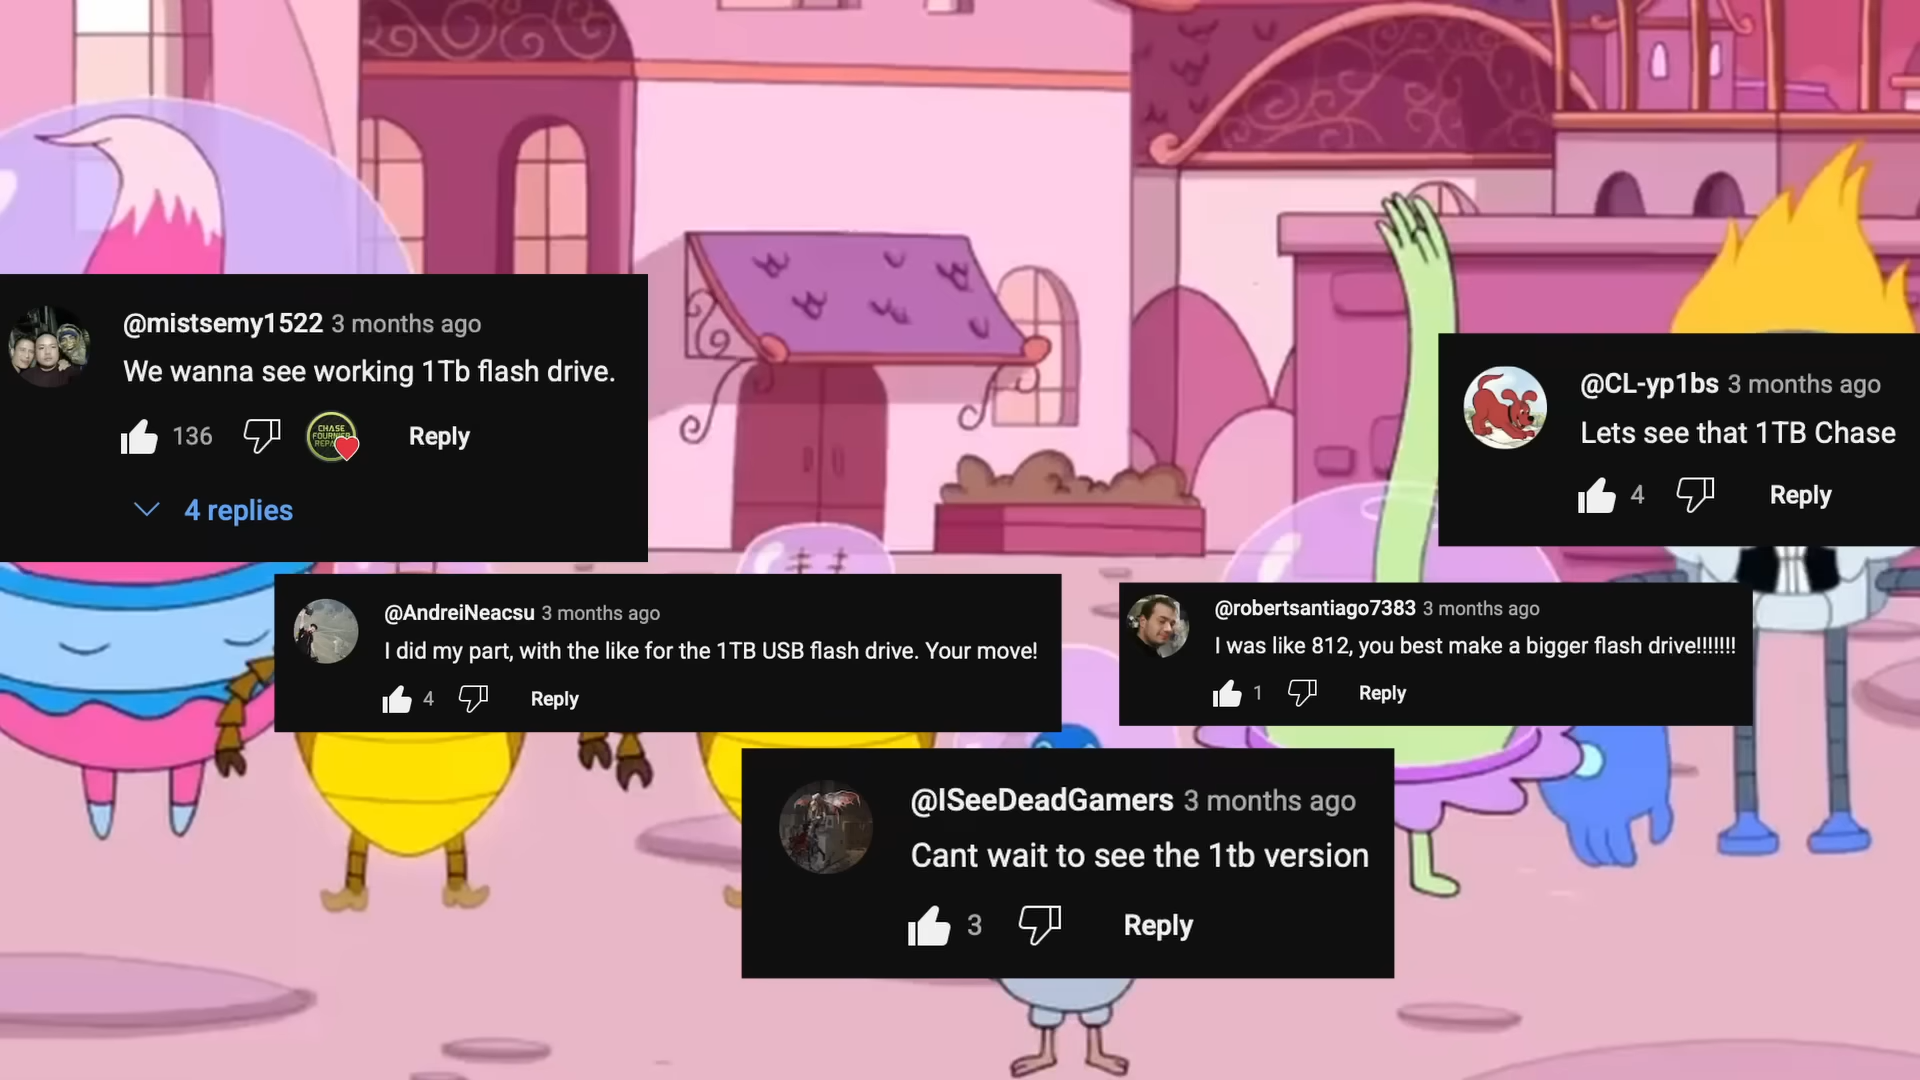 @mistsemy1522 3 months ago
We wanna see working 1Tb flash drive.
136 Reply
4 replies
@CL-yp1bs 3 months ago
Lets see that 1TB Chase
4 Reply
@AndreiNeacsu 3 months ago
I did my part, with the like for the 1TB USB flash drive. Your move!
4 Reply
@robertsantiago7383 3 months ago
I was like 812, you best make a bigger flash drive!!!!!!!
1 Reply
@ISeeDeadGamers 3 months ago
Cant wait to see the 1tb version
3 Reply
CHASE